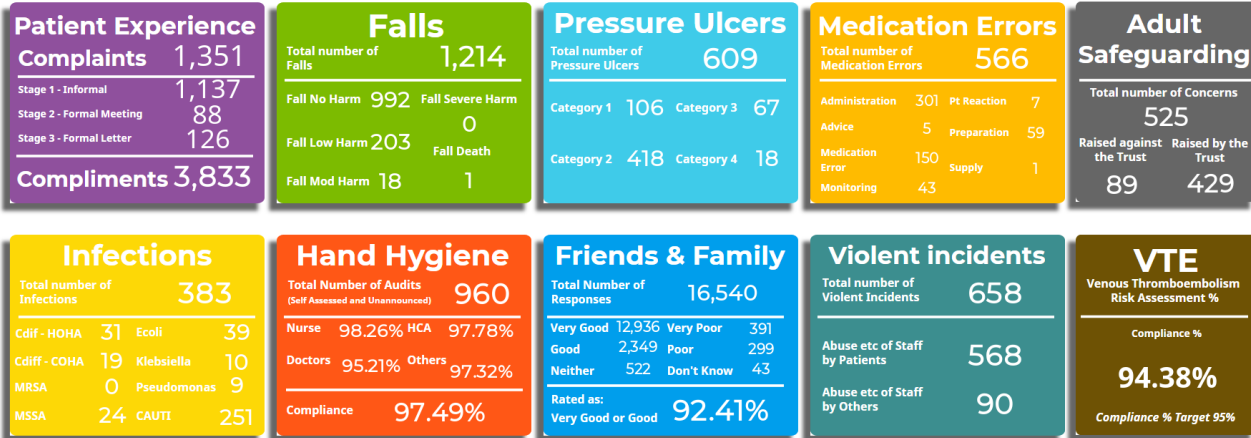 Patient Experience
Complaints 1,351
Stage 1 - Informal 1,137
Stage 2 - Formal Meeting 88
Stage 3 - Formal Letter 126
Compliments 3,833
Falls
Total number of
Falls 1,214
Fall No Harm 992 Fall Severe Harm
0
Fall Low Harm 203 Fall Death
Fall Mod Harm 18 1
Pressure Ulcers
Total number of
Pressure Ulcers 609
Category 1 106 Category 3 67
Category 2 418 Category 4 18
Medication Errors
Total number of
Medication Errors 566
Administration 301 Pt Reaction 7
Advice 5 Preparation 59
Medication
Error 150 Supply 1
Monitoring 43
Adult
Safeguarding
Total number of Concerns
525
Raised against Raised by the
the Trust Trust
89 429
Infections
Total number of
Infections 383
Cdif - HOHA 31 Ecoli 39
Cdiff - COHA 19 Klebsiella 10
MRSA 0 Pseudomonas 9
MSSA 24 CAUTI 251
Hand Hygiene
Total Number of Audits
(Self Assessed and Unannounced) 960
Nurse 98.26% HCA 97.78%
Doctors 95.21% Others 97.32%
Compliance 97.49%
Friends & Family
Total Number of
Responses 16,540
Very Good 12,936 Very Poor 391
Good 2,349 Poor 299
Neither 522 Don't Know 43
Rated as:
Very Good or Good 92.41%
Violent incidents
Total number of
Violent Incidents 658
Abuse etc of Staff
by Patients 568
Abuse etc of Staff
by Others 90
VTE
Venous Thromboembolism
Risk Assessment %
Compliance %
94.38%
Compliance % Target 95%